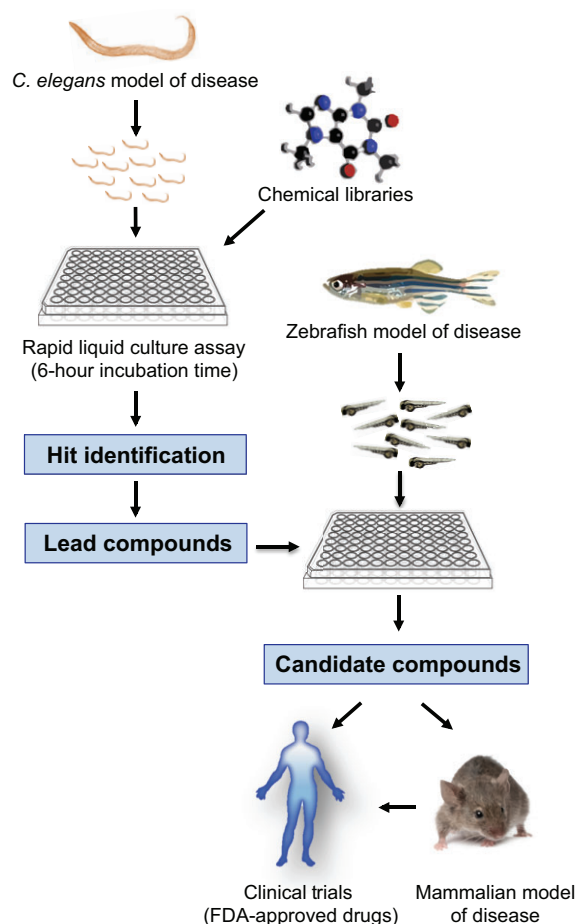 C. elegans model of disease
Chemical libraries
Rapid liquid culture assay
(6-hour incubation time)
Zebrafish model of disease
Hit identification
Lead compounds
Candidate compounds
Clinical trials
(FDA-approved drugs)
Mammalian model
of disease